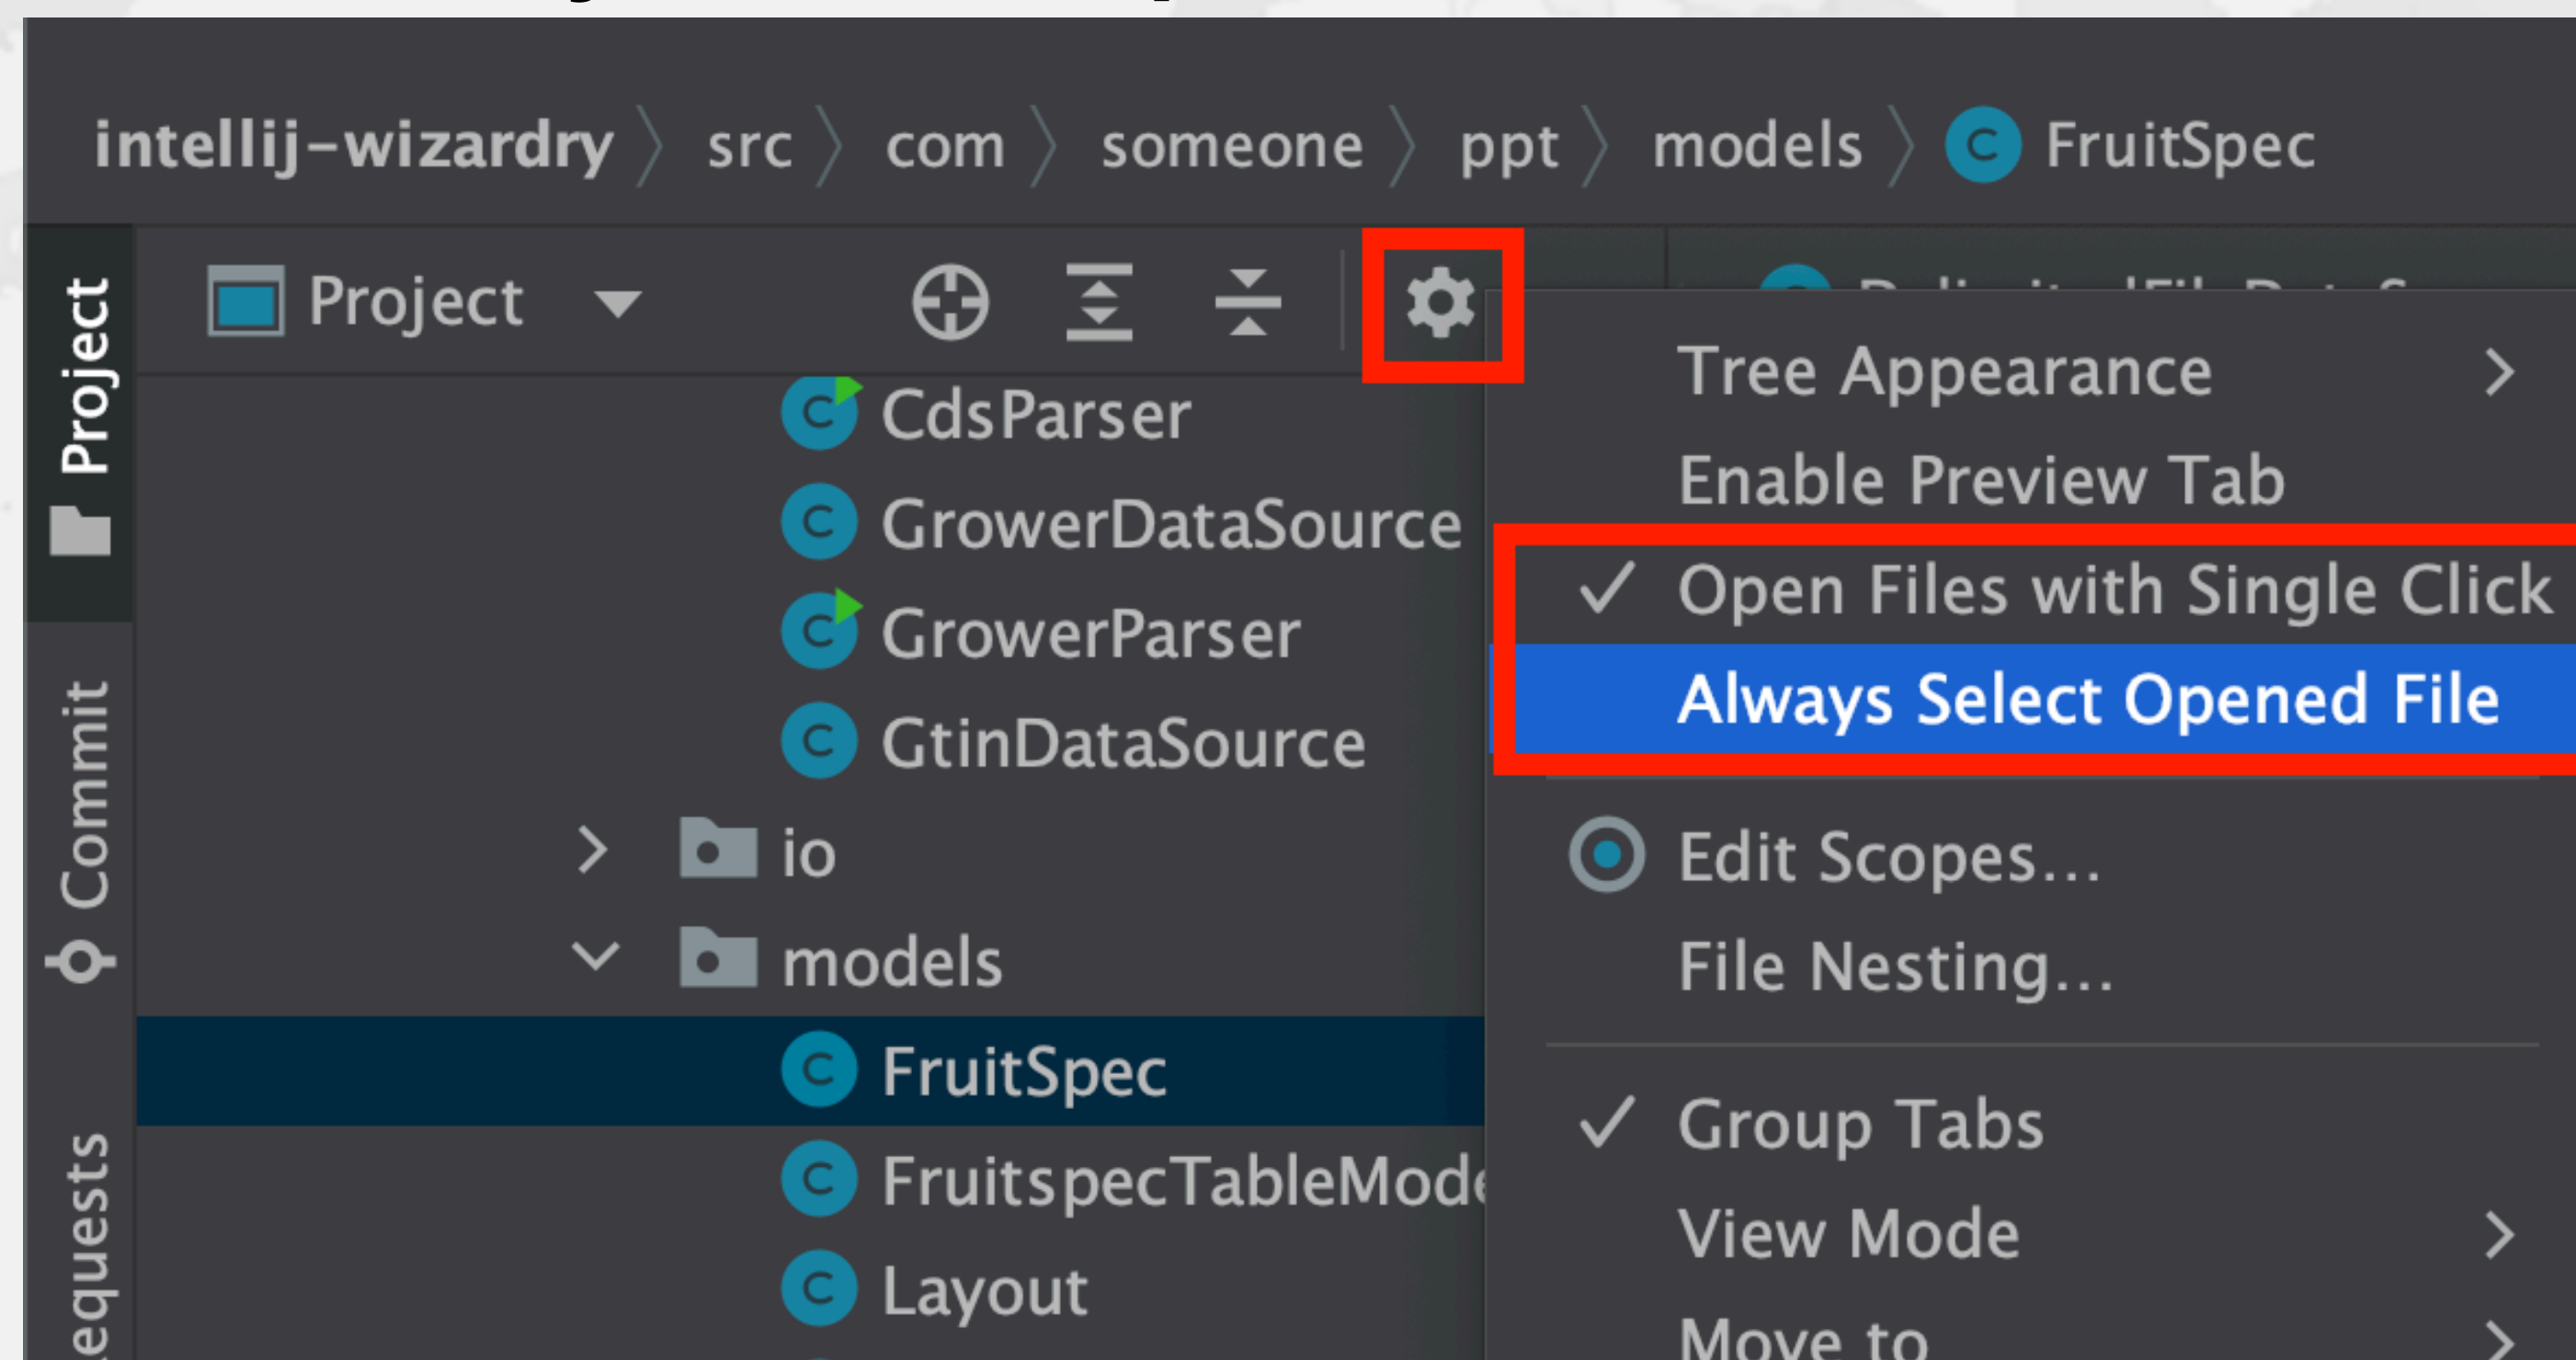 intellij-wizardry src com someone ppt models FruitSpec
Project
Project
Commit
CdsParser
GrowerDataSource
GrowerParser
GtinDataSource
io
models
FruitSpec
Layout
Tree Appearance
Enable Preview Tab
Open Files with Single Click
Always Select Opened File
Edit Scopes...
File Nesting...
Group Tabs
View Mode
Move to